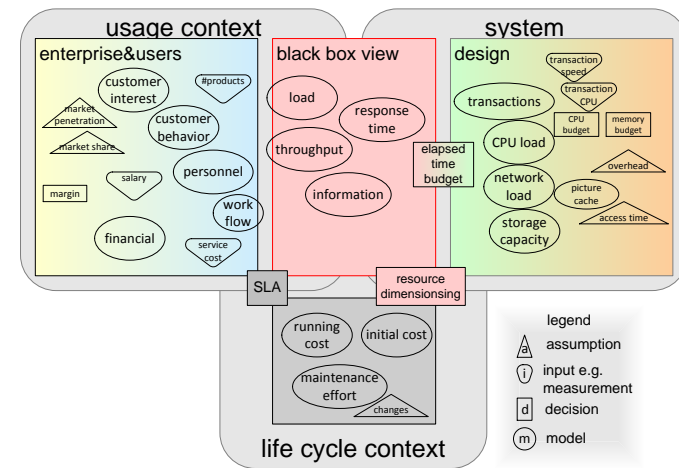 usage context
system
enterprise&users
black box view
design
customer
interest
#products
market
penetration
customer
behavior
market share
salary
personnel
margin
work
flow
financial
service
cost
load
response
time
throughput
information
elapsed
time
budget
transaction
speed
transactions
transaction
CPU
CPU
budget
memory
budget
CPU load
overhead
network
load
picture
cache
access time
storage
capacity
SLA
resource
dimensionsing
running
cost
initial cost
maintenance
effort
changes
life cycle context
legend
a assumption
i input e.g.
measurement
d decision
m model